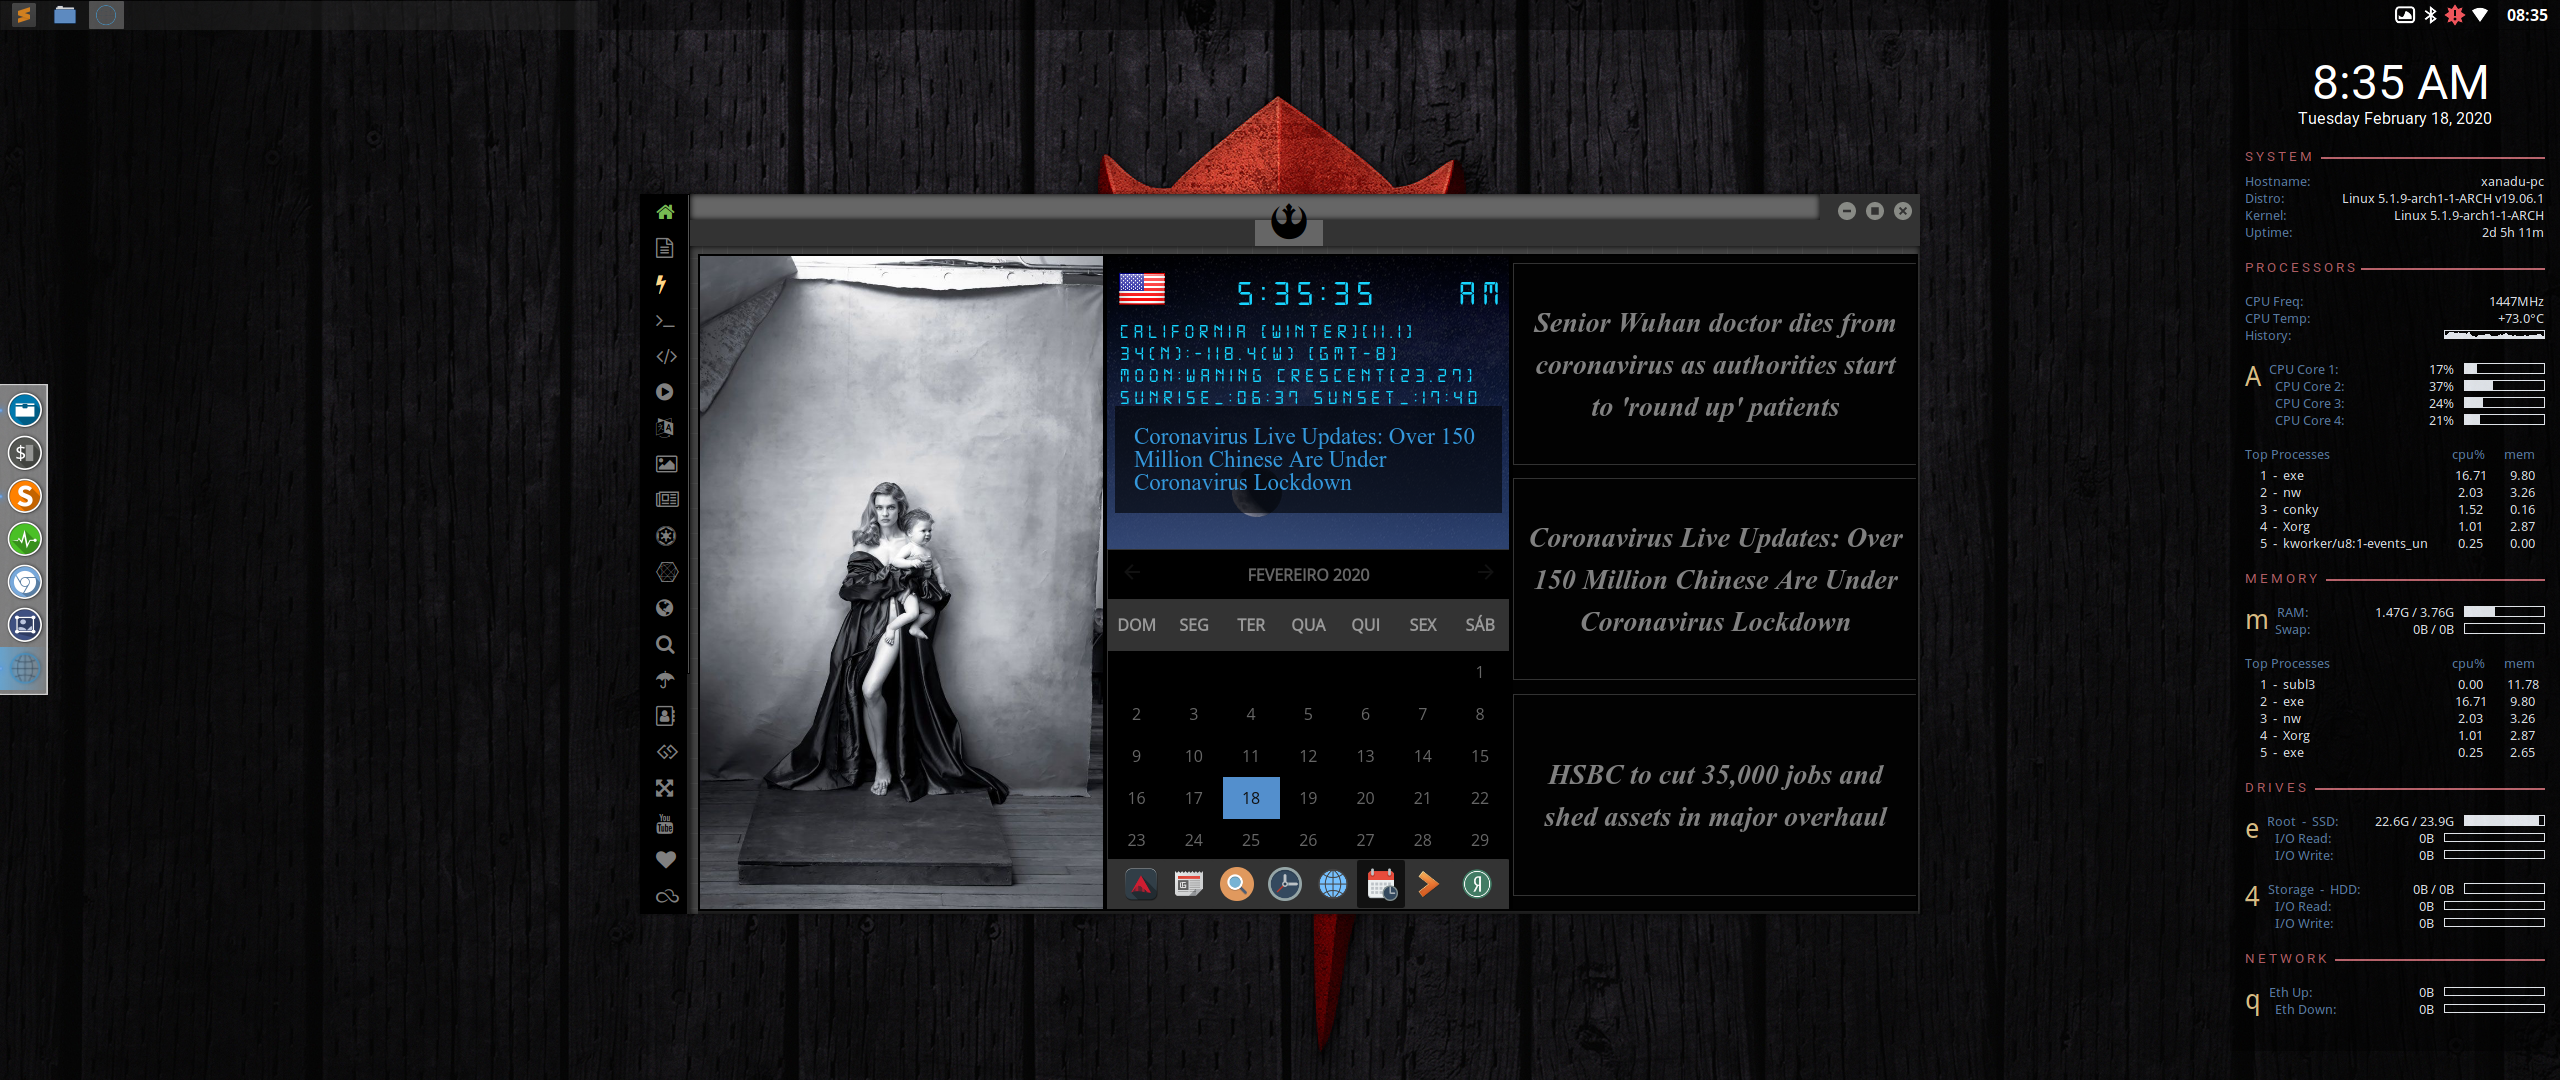 08:35
8:35 AM
Tuesday February 18, 2020
SYSTEM
Hostname: xanadu-pc
Distro: Linux 5.1.9-arch1-1-ARCH v19.06.1
Kernel: Linux 5.1.9-arch1-1-ARCH
Uptime: 2d 5h 11m
PROCESSORS
CPU Freq: 1447MHz
CPU Temp: +73.0°C
History:
A CPU Core 1: 17%
CPU Core 2: 37%
CPU Core 3: 24%
CPU Core 4: 21%
Top Processes cpu% mem
1 - exe 16.71 9.80
2 - nw 2.03 3.26
3 - conky 1.52 0.16
4 - Xorg 1.01 2.87
5 - kworker/u8:1-events_un 0.25 0.00
MEMORY
m RAM: 1.47G / 3.76G
Swap: 0B / 0B
Top Processes cpu% mem
1 - subl3 0.00 11.78
2 - exe 16.71 9.80
3 - nw 2.03 3.26
4 - Xorg 1.01 2.87
5 - exe 0.25 2.65
DRIVES
e Root - SSD: 22.6G / 23.9G
I/O Read: 0B
I/O Write: 0B
4 Storage - HDD: 0B / 0B
I/O Read: 0B
I/O Write: 0B
NETWORK
q Eth Up: 0B
Eth Down: 0B
You
Tube
5:35:35 AM
CALIFORNIA (WINTER)(11.1)
34(N):-118.4(W) (GMT-8)
MOON:WANING CRESCENT(23.27)
SUNRISE_:06:37 SUNSET_:17:40
Coronavirus Live Updates: Over 150
Million Chinese Are Under
Coronavirus Lockdown
FEVEREIRO 2020
DOM SEG TER QUA QUI SEX SÁB
1
2 3 4 5 6 7 8
9 10 11 12 13 14 15
16 17 18 19 20 21 22
23 24 25 26 27 28 29
Senior Wuhan doctor dies from
coronavirus as authorities start
to 'round up' patients
Coronavirus Live Updates: Over
150 Million Chinese Are Under
Coronavirus Lockdown
HSBC to cut 35,000 jobs and
shed assets in major overhaul